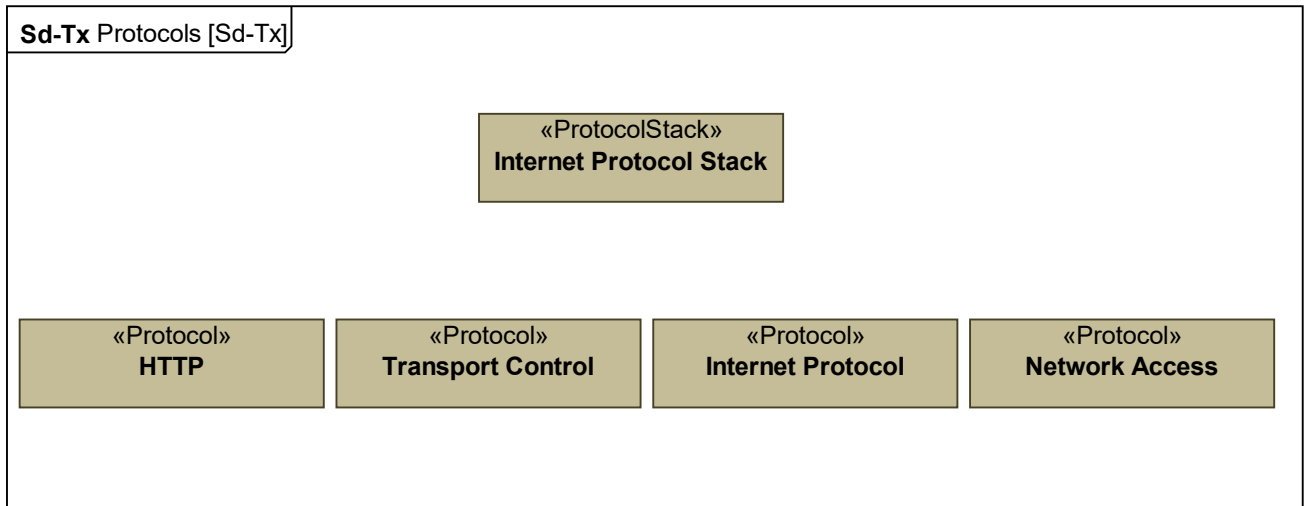 Sd-Tx Protocols [Sd-Tx]
«ProtocolStack»
Internet Protocol Stack
«Protocol»
HTTP
«Protocol»
Transport Control
«Protocol»
Internet Protocol
«Protocol»
Network Access